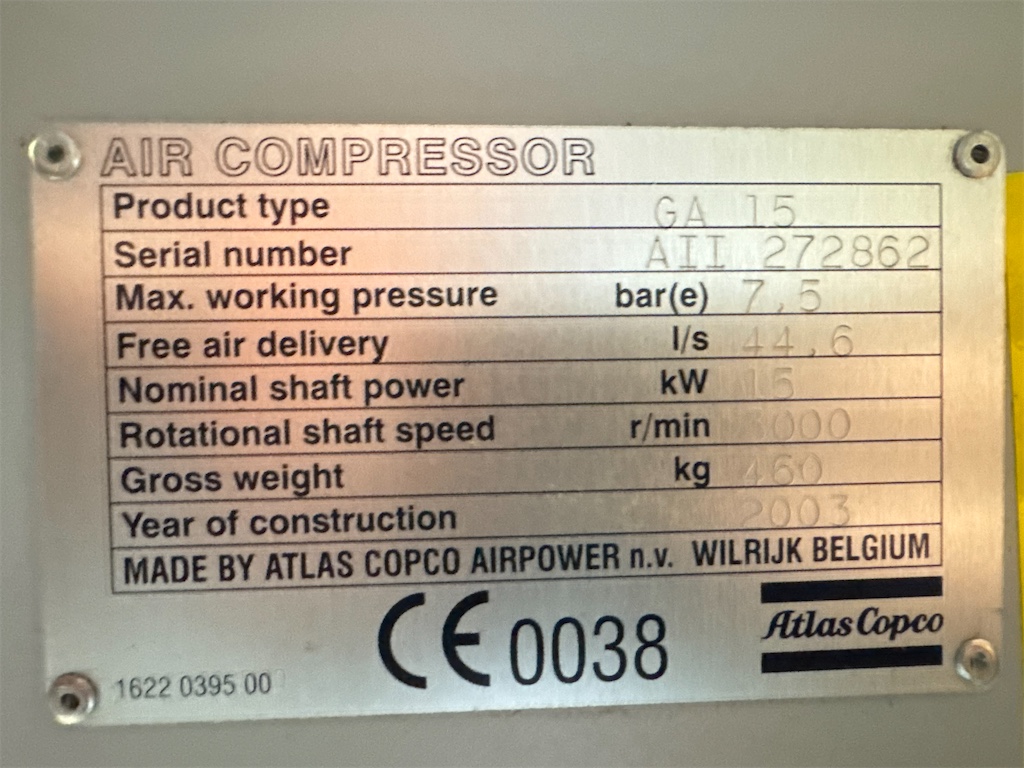 AIR COMPRESSOR
Product type GA 15
Serial number AII 272862
Max. working pressure bar(e) 7,5
Free air delivery l/s 44,6
Nominal shaft power kW 15
Rotational shaft speed r/min 3000
Gross weight kg 460
Year of construction 2003
MADE BY ATLAS COPCO AIRPOWER n.v. WILRIJK BELGIUM
CE 0038
Atlas Copco
1622 0395 00